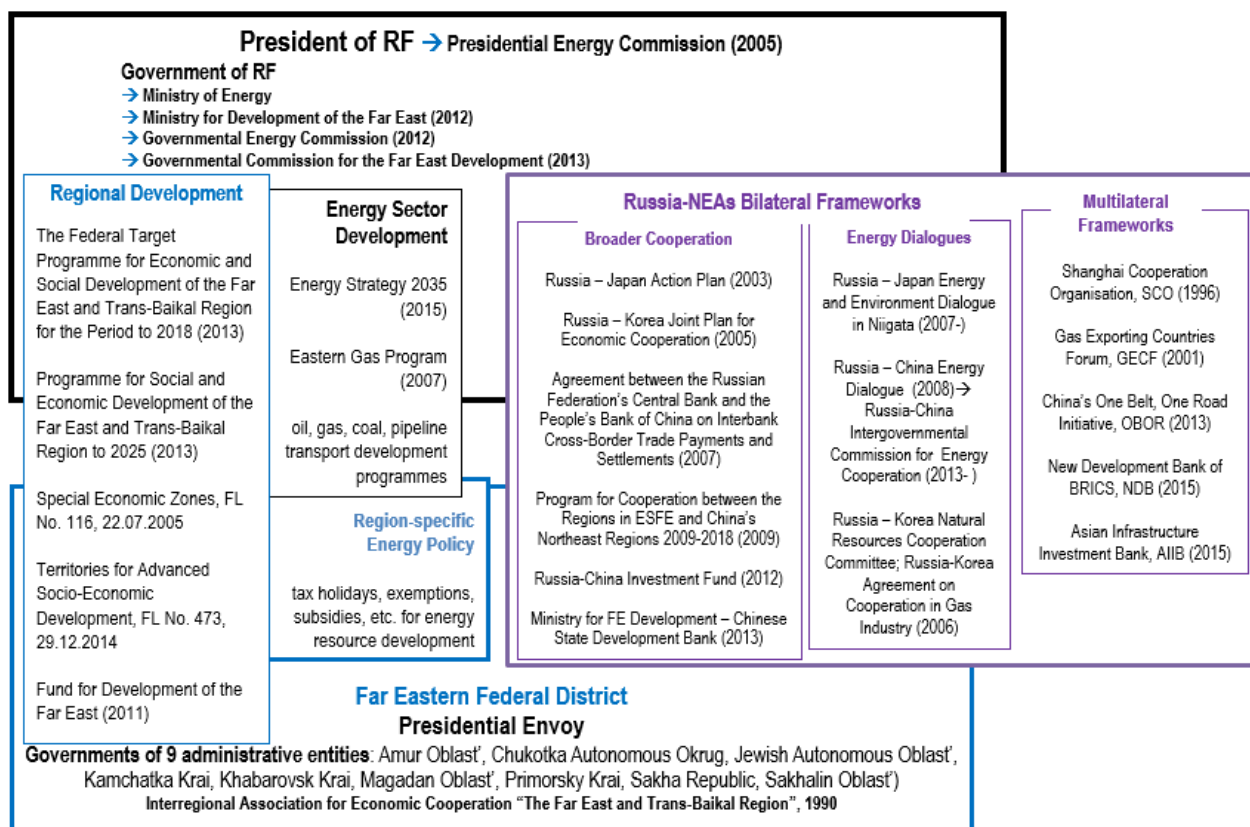 President of RF → Presidential Energy Commission (2005)
Government of RF
→ Ministry of Energy
→ Ministry for Development of the Far East (2012)
→ Governmental Energy Commission (2012)
→ Governmental Commission for the Far East Development (2013)
Regional Development
The Federal Target
Programme for Economic and
Social Development of the Far
East and Trans-Baikal Region
for the Period to 2018 (2013)
Programme for Social and
Economic Development of the
Far East and Trans-Baikal
Region to 2025 (2013)
Special Economic Zones, FL
No. 116, 22.07.2005
Territories for Advanced
Socio-Economic
Development, FL No. 473,
29.12.2014
Fund for Development of the
Far East (2011)
Energy Sector
Development
Energy Strategy 2035
(2015)
Eastern Gas Program
(2007)
oil, gas, coal, pipeline
transport development
programmes
Region-specific
Energy Policy
tax holidays, exemptions,
subsidies, etc. for energy
resource development
Russia-NEAs Bilateral Frameworks
Broader Cooperation
Russia – Japan Action Plan (2003)
Russia – Korea Joint Plan for
Economic Cooperation (2005)
Agreement between the Russian
Federation's Central Bank and the
People's Bank of China on Interbank
Cross-Border Trade Payments and
Settlements (2007)
Program for Cooperation between the
Regions in ESFE and China's
Northeast Regions 2009-2018 (2009)
Russia-China Investment Fund (2012)
Ministry for FE Development – Chinese
State Development Bank (2013)
Energy Dialogues
Russia – Japan Energy
and Environment Dialogue
in Niigata (2007-)
Russia – China Energy
Dialogue (2008)→
Russia-China
Intergovernmental
Commission for Energy
Cooperation (2013- )
Russia – Korea Natural
Resources Cooperation
Committee; Russia-Korea
Agreement on
Cooperation in Gas
Industry (2006)
Multilateral
Frameworks
Shanghai Cooperation
Organisation, SCO (1996)
Gas Exporting Countries
Forum, GECF (2001)
China's One Belt, One Road
Initiative, OBOR (2013)
New Development Bank of
BRICS, NDB (2015)
Asian Infrastructure
Investment Bank, AIIB (2015)
Far Eastern Federal District
Presidential Envoy
Governments of 9 administrative entities: Amur Oblast', Chukotka Autonomous Okrug, Jewish Autonomous Oblast',
Kamchatka Krai, Khabarovsk Krai, Magadan Oblast', Primorsky Krai, Sakha Republic, Sakhalin Oblast')
Interregional Association for Economic Cooperation "The Far East and Trans-Baikal Region", 1990